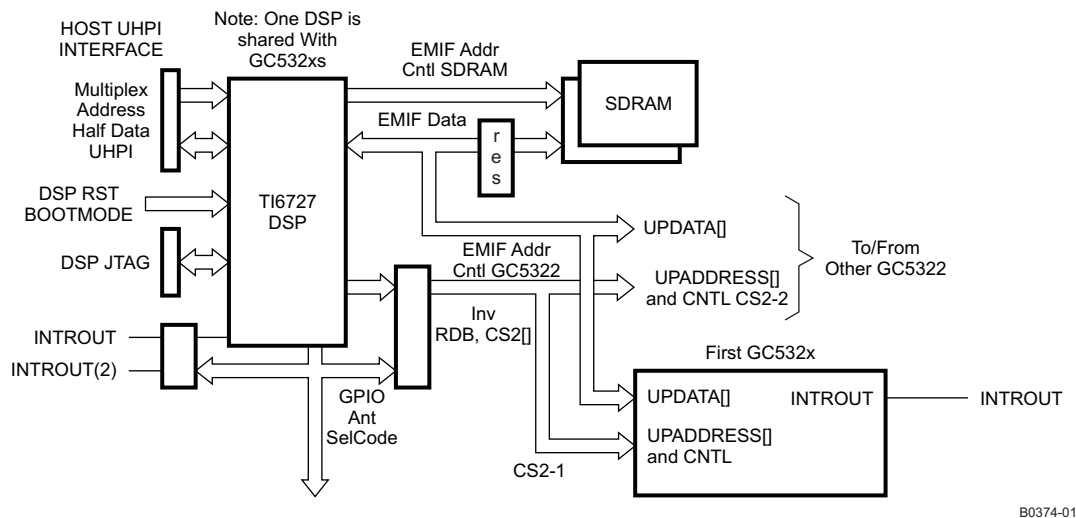 Note: One DSP is
shared With
GC532xs
HOST UHPI
INTERFACE
Multiplex
Address
Half Data
UHPI
DSP RST
BOOTMODE
DSP JTAG
INTROUT
INTROUT(2)
TI6727
DSP
EMIF Addr
Cntl SDRAM
EMIF Data
res
SDRAM
UPDATA[]
EMIF Addr
Cntl GC5322
UPADDRESS[]
and CNTL CS2-2
To/From
Other GC5322
Inv
RDB, CS2[]
GPIO
Ant
SelCode
CS2-1
First GC532x
UPDATA[]
INTROUT
UPADDRESS[]
and CNTL
INTROUT
B0374-01